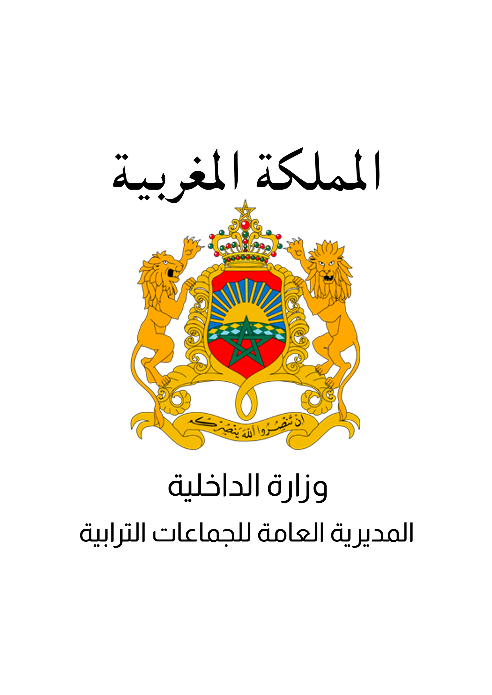 المملكة المغربية
إن تنصروا الله ينصركم
وزارة الداخلية
المديرية العامة للجماعات الترابية